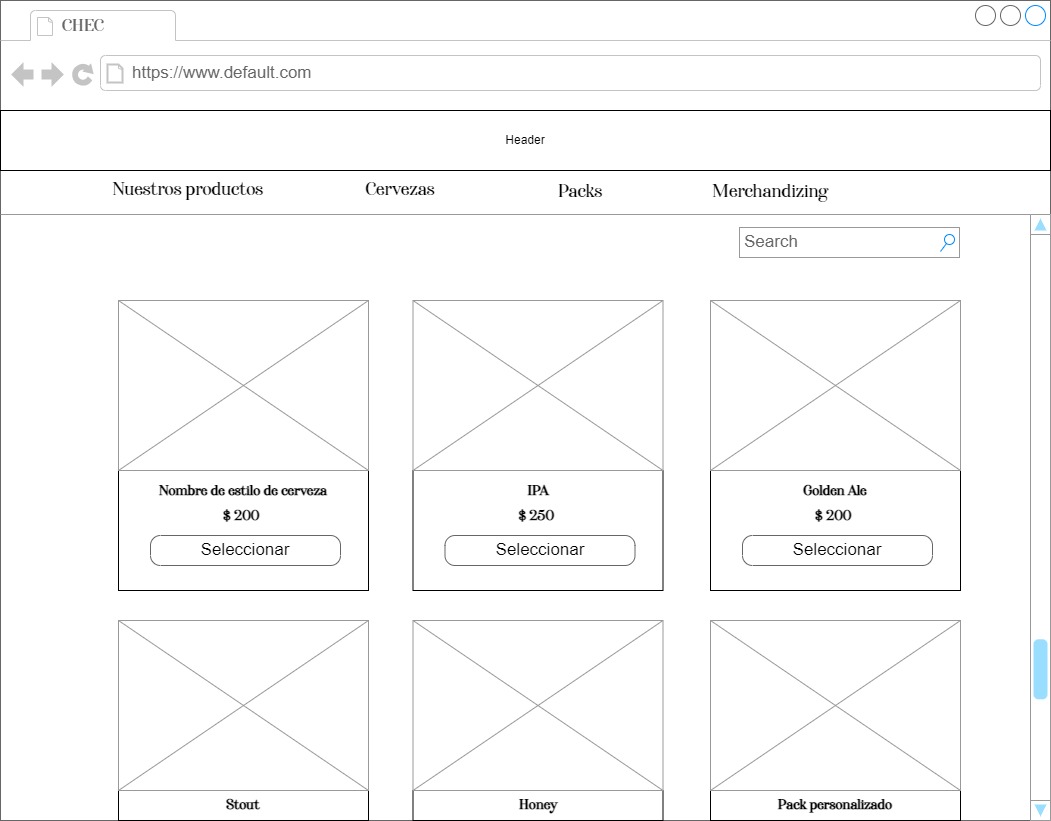 CHEC
https://www.default.com
Header
Nuestros productos Cervezas Packs Merchandizing
Search
Nombre de estilo de cerveza
$ 200
Seleccionar
IPA
$ 250
Seleccionar
Golden Ale
$ 200
Seleccionar
Stout
Honey
Pack personalizado